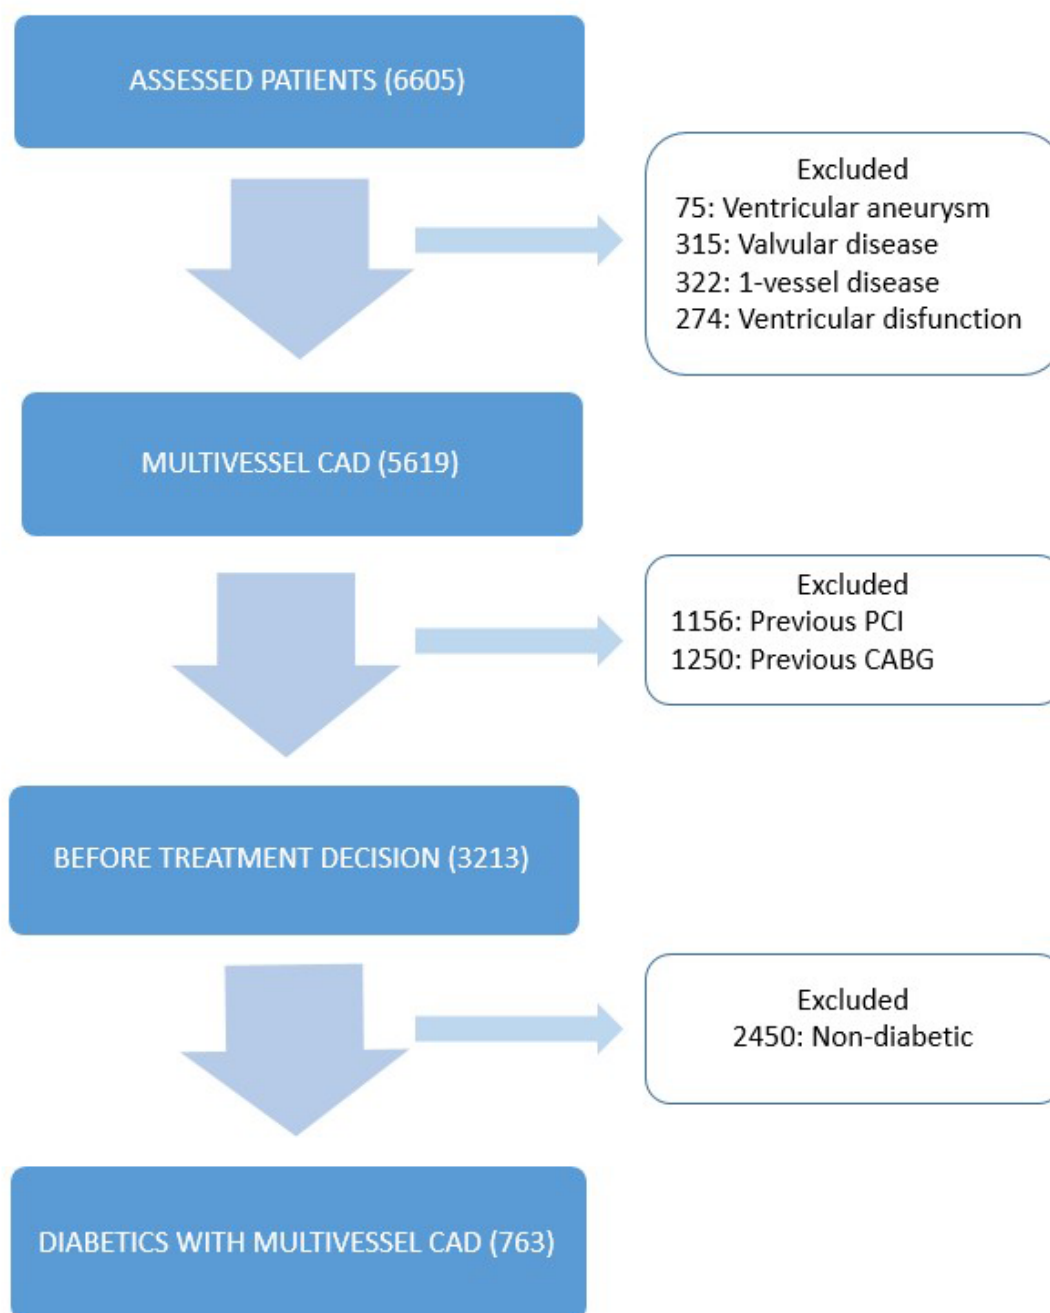 ASSESSED PATIENTS (6605)
Excluded
75: Ventricular aneurysm
315: Valvular disease
322: 1-vessel disease
274: Ventricular disfunction
MULTIVESSEL CAD (5619)
Excluded
1156: Previous PCI
1250: Previous CABG
BEFORE TREATMENT DECISION (3213)
Excluded
2450: Non-diabetic
DIABETICS WITH MULTIVESSEL CAD (763)